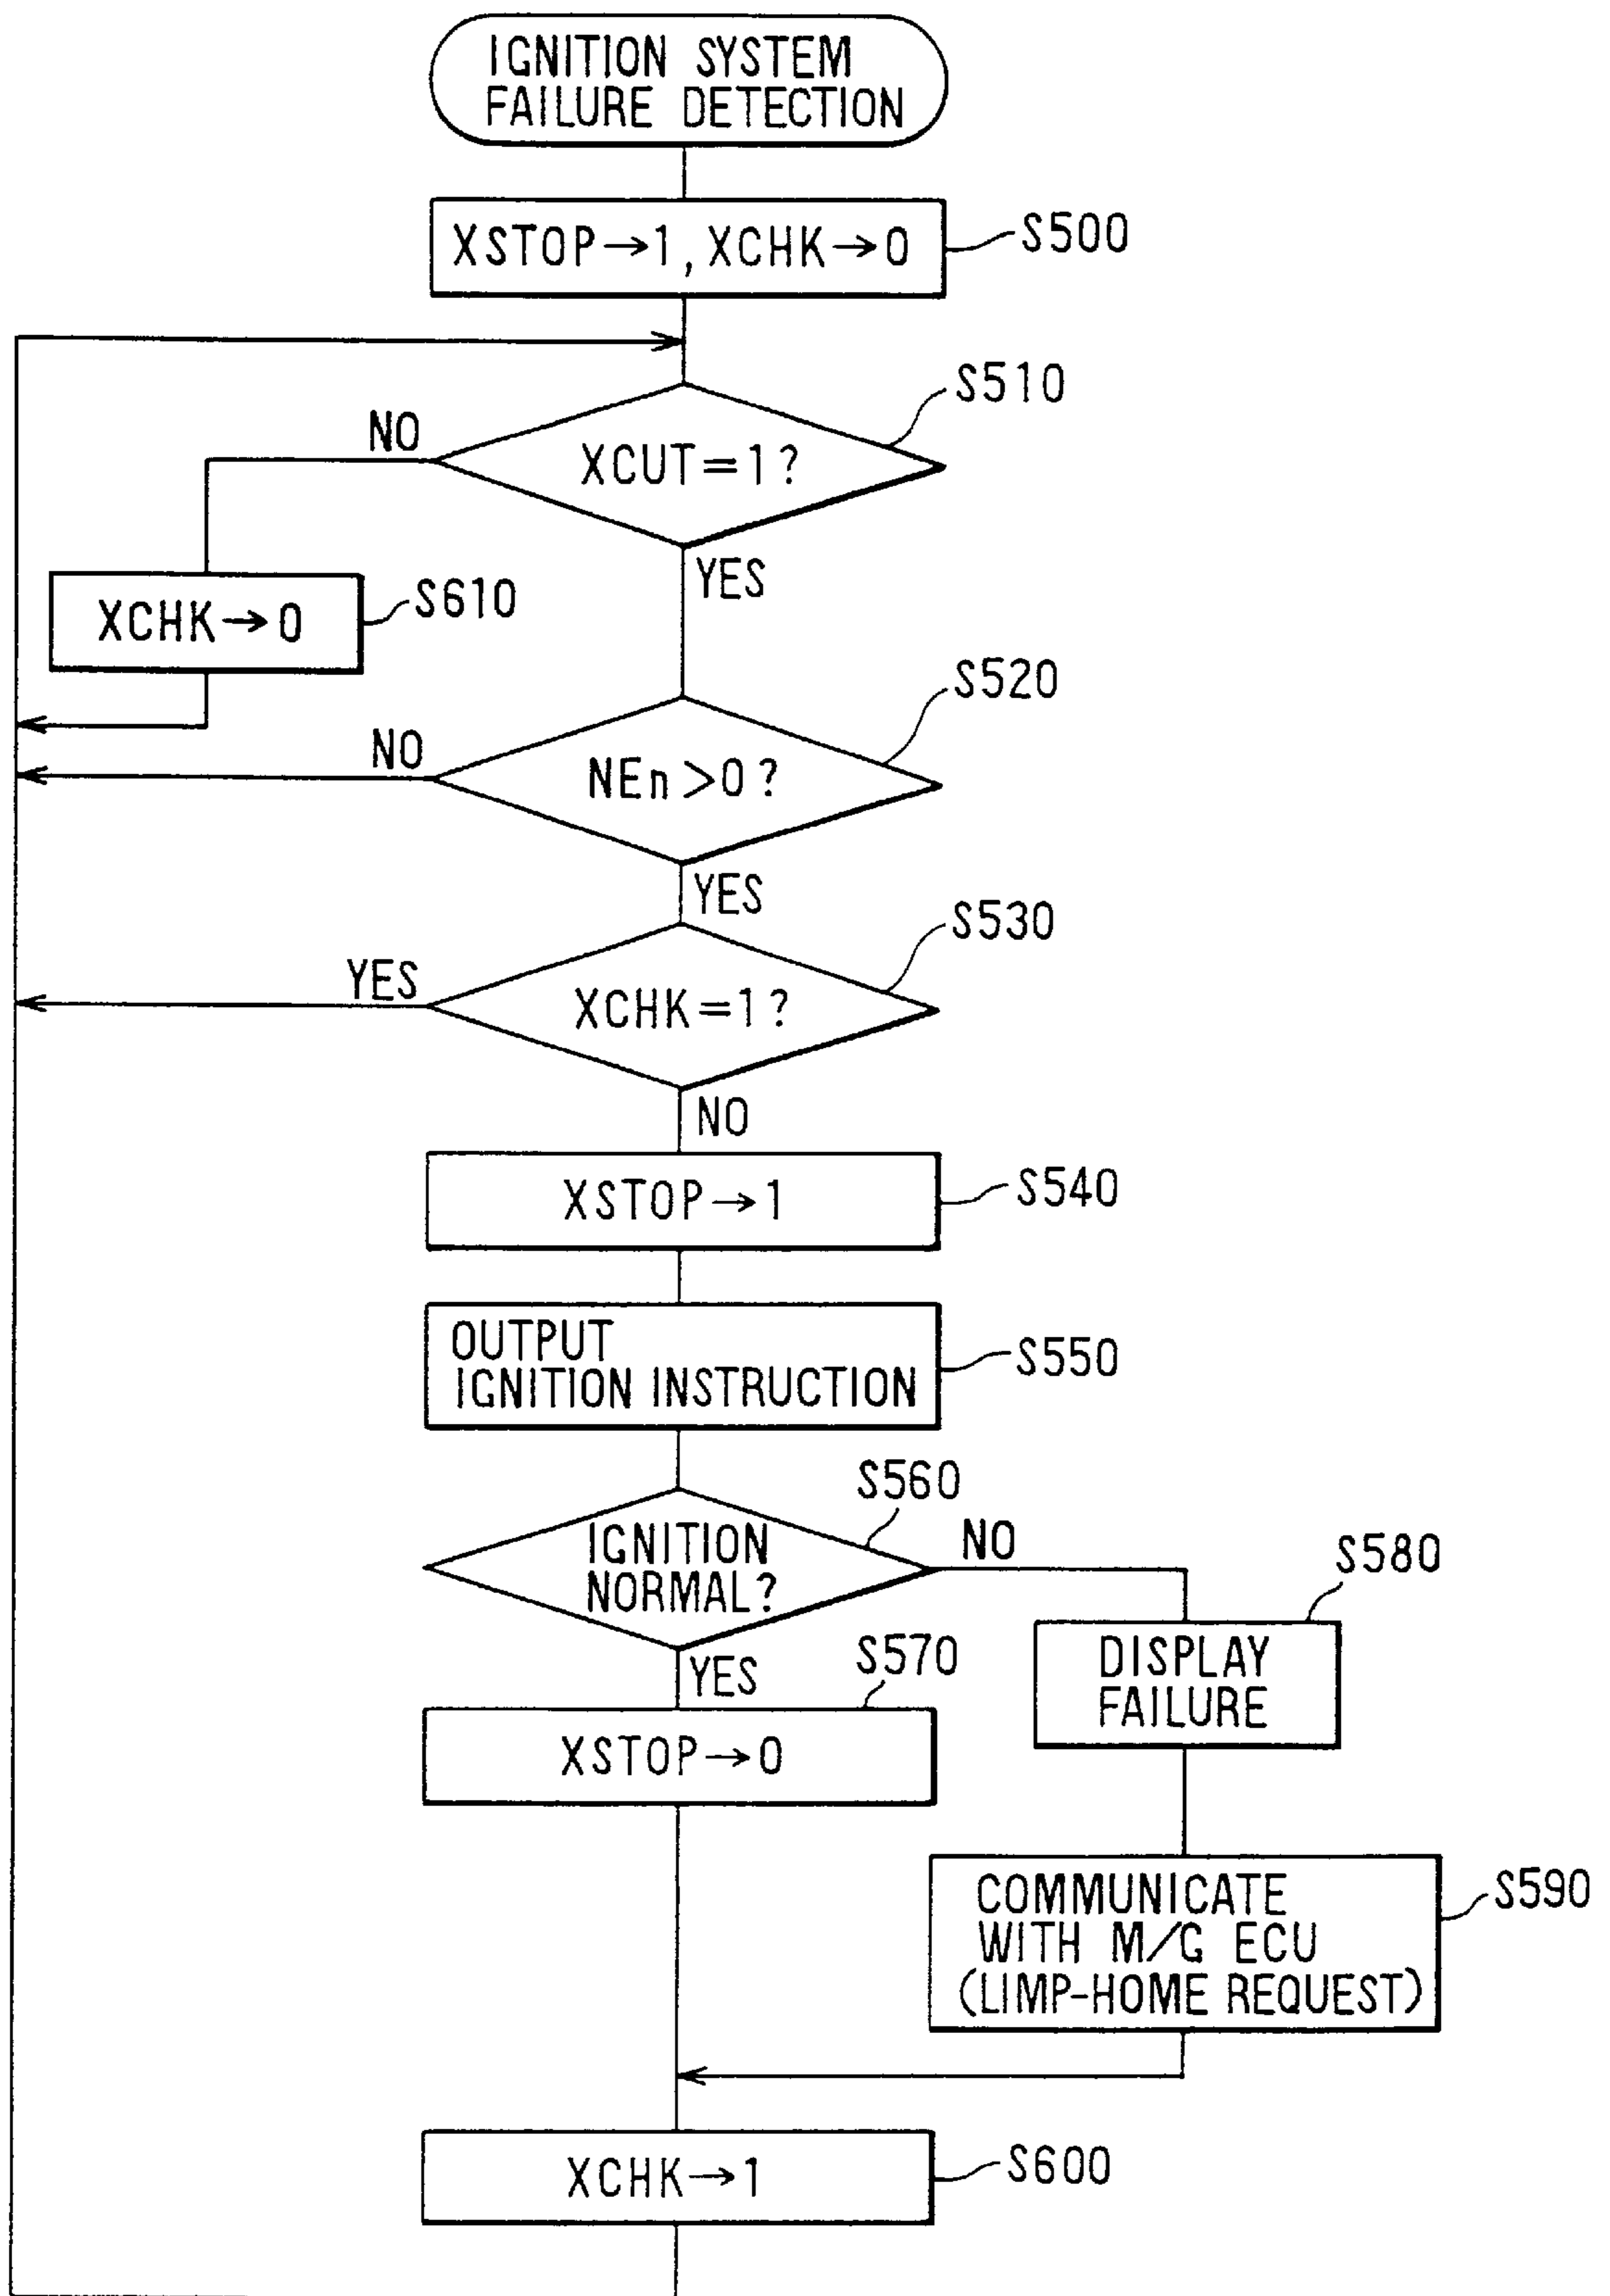 IGNITION SYSTEM
FAILURE DETECTION
XSTOP→1, XCHK→0
S500
S510
NO
XCUT=1?
YES
XCHK→0
S610
S520
NO
NEn>0?
YES
S530
YES
XCHK=1?
NO
XSTOP→1
S540
OUTPUT
IGNITION INSTRUCTION
S550
S560
IGNITION
NORMAL?
NO
S580
YES
S570
DISPLAY
FAILURE
XSTOP→0
COMMUNICATE
WITH M/G ECU
(LIMP-HOME REQUEST)
S590
XCHK→1
S600